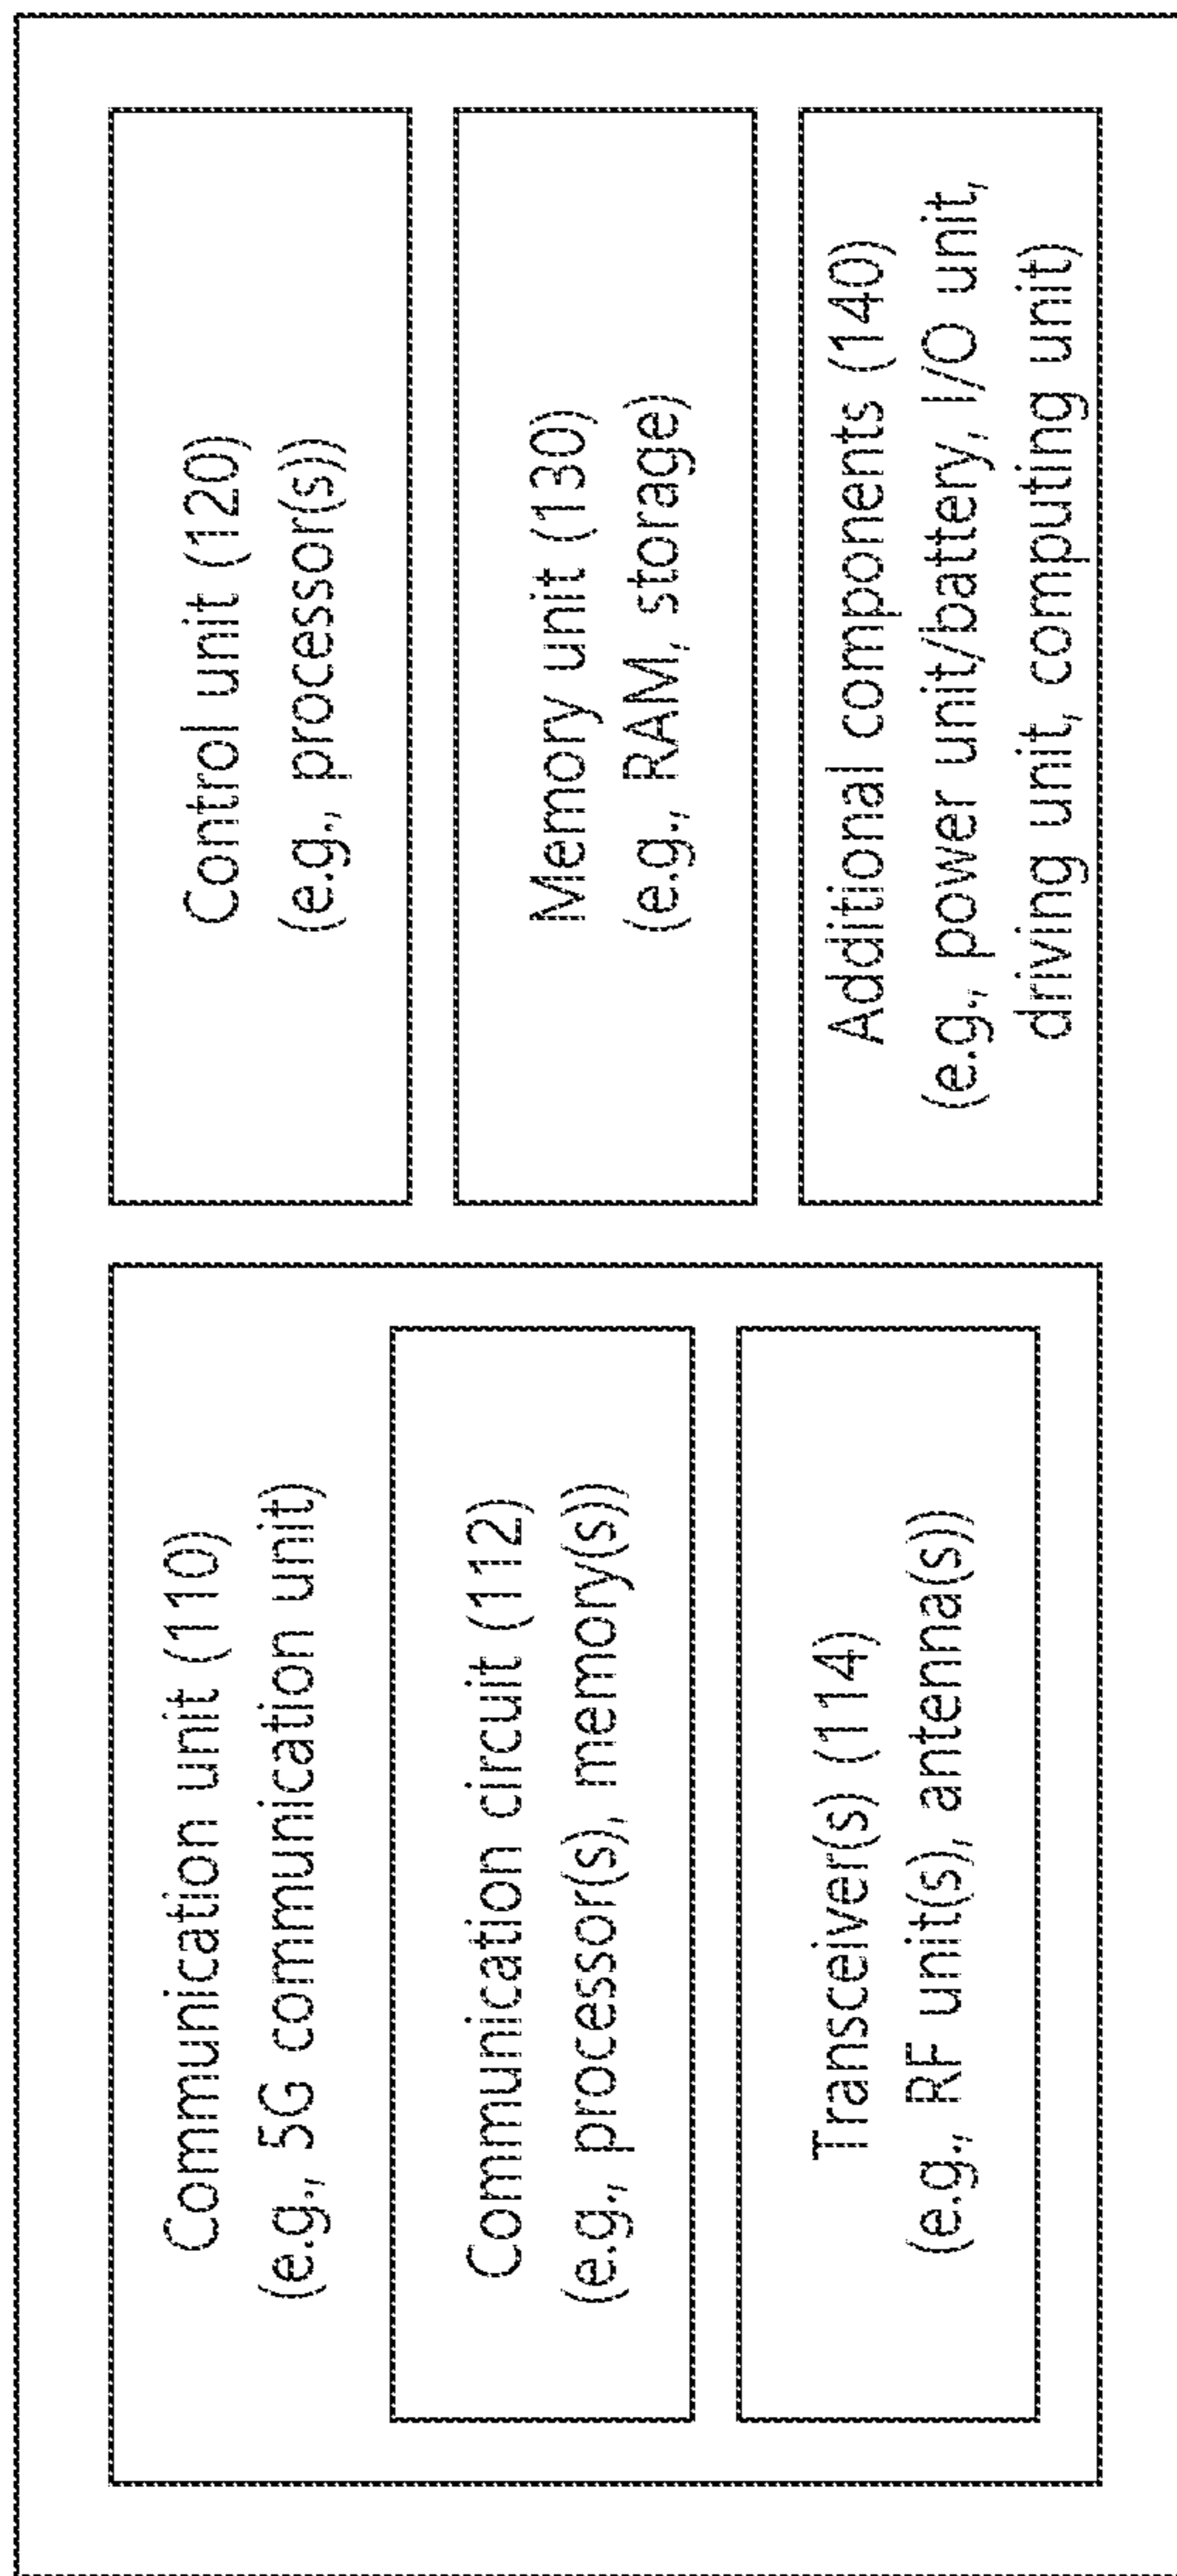 Communication unit (110)
(e.g., 5G communication unit)
Communication circuit (112)
(e.g., processor(s), memory(s))
Transceiver(s) (114)
(e.g., RF unit(s), antenna(s))
Control unit (120)
(e.g., processor(s))
Memory unit (130)
(e.g., RAM, storage)
Additional components (140)
(e.g., power unit/battery, I/O unit,
driving unit, computing unit)